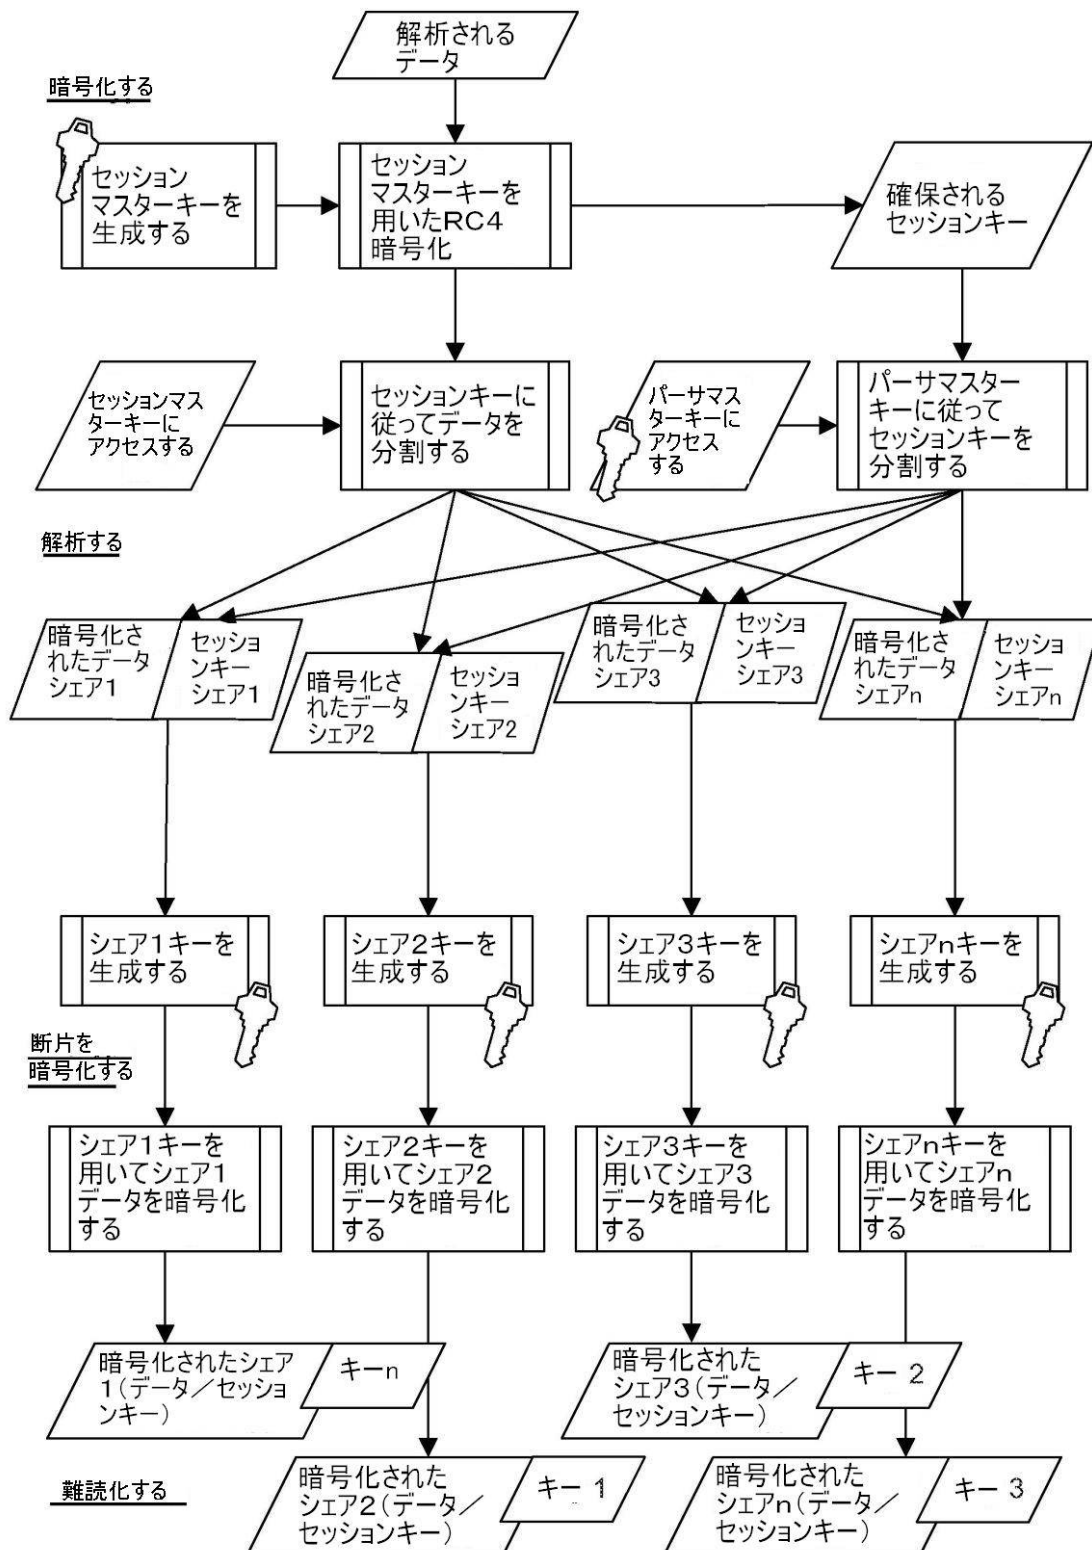 解析される
データ
暗号化する
セッション
マスターキーを
生成する
セッション
マスターキーを
用いたRC4
暗号化
確保される
セッションキー
セッションマス
ターキーに
アクセスする
セッションキーに
従ってデータを
分割する
パーサマス
ターキーに
アクセス
する
パーサマスター
キーに従って
セッションキーを
分割する
解析する
暗号化さ
れたデータ
シェア1
セッショ
ンキー
シェア1
暗号化さ
れたデータ
シェア2
セッショ
ンキー
シェア2
暗号化さ
れたデータ
シェア3
セッショ
ンキー
シェア3
暗号化さ
れたデータ
シェアn
セッショ
ンキー
シェアn
シェア1キーを
生成する
シェア2キーを
生成する
シェア3キーを
生成する
シェアnキーを
生成する
断片を
暗号化する
シェア1キーを
用いてシェア1
データを暗号化
する
シェア2キーを
用いてシェア2
データを暗号化
する
シェア3キーを
用いてシェア3
データを暗号化
する
シェアnキーを
用いてシェアn
データを暗号化
する
暗号化されたシェア
1(データ/セッショ
ンキー)
キーn
暗号化された
シェア3(データ/
セッションキー)
キー 2
難読化する
暗号化された
シェア2(データ/
セッションキー)
キー 1
暗号化された
シェアn(データ/
セッションキー)
キー 3